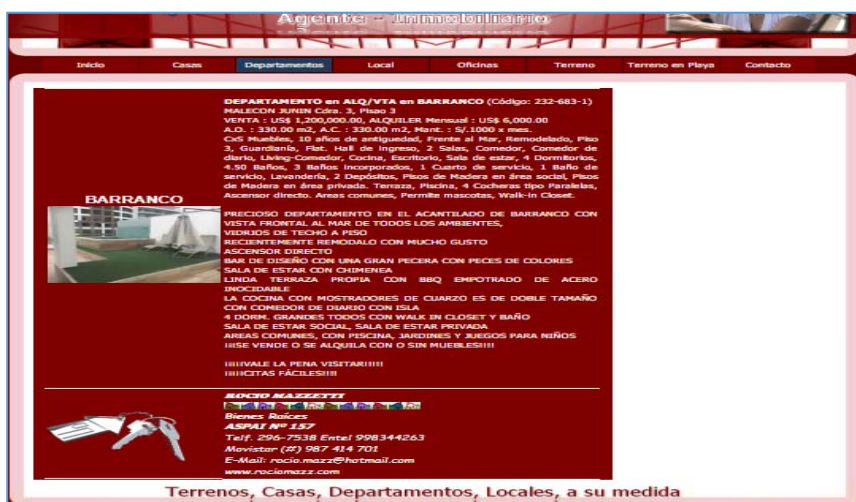 Agente - Inmobiliario
Inicio Casas Departamentos Local Oficinas Terreno Terreno en Playa Contacto
BARRANCO
DEPARTAMENTO en ALQ/VTA en BARRANCO (Código: 232-683-1)
MALECON JUNIN Cdra. 3, Pisao 3
VENTA : US$ 1,200,000.00, ALQUILER Mensual : US$ 6,000.00
A.O. : 330.00 m2, A.C. : 330.00 m2, Mant. : S/.1000 x mes.
CxS Muebles, 10 años de antiguedad, Frente al Mar, Remodelado, Piso
3, Guardianía, Flat. Hall de ingreso, 2 Salas, Comedor, Comedor de
diario, Living-Comedor, Cocina, Escritorio, Sala de estar, 4 Dormitorios,
4.50 Baños, 3 Baños incorporados, 1 Cuarto de servicio, 1 Baño de
servicio, Lavandería, 2 Depósitos, Pisos de Madera en área social, Pisos
de Madera en área privada. Terraza, Piscina, 4 Cocheras tipo Paralelas,
Ascensor directo. Areas comunes, Permite mascotas, Walk-in Closet.
PRECIOSO DEPARTAMENTO EN EL ACANTILADO DE BARRANCO CON
VISTA FRONTAL AL MAR DE TODOS LOS AMBIENTES,
VIDRIOS DE TECHO A PISO
RECIENTEMENTE REMODALO CON MUCHO GUSTO
ASCENSOR DIRECTO
BAR DE DISEÑO CON UNA GRAN PECERA CON PECES DE COLORES
SALA DE ESTAR CON CHIMENEA
LINDA TERRAZA PROPIA CON BBQ EMPOTRADO DE ACERO
INOCIDABLE
LA COCINA CON MOSTRADORES DE CUARZO ES DE DOBLE TAMAÑO
CON COMEDOR DE DIARIO CON ISLA
4 DORM. GRANDES TODOS CON WALK IN CLOSET Y BAÑO
SALA DE ESTAR SOCIAL, SALA DE ESTAR PRIVADA
AREAS COMUNES, CON PISCINA, JARDINES Y JUEGOS PARA NIÑOS
¡¡¡SE VENDE O SE ALQUILA CON O SIN MUEBLES!!!!
¡¡¡¡¡VALE LA PENA VISITAR!!!!!
¡¡¡¡¡CITAS FÁCILES!!!!!
ROCIO MAZZETTI
Bienes Raíces
ASPAI Nº 157
Telf. 296-7538 Entel 998344263
Movistar (#) 987 414 701
E-Mail: rocio.mazz@hotmail.com
www.rociomazz.com
Terrenos, Casas, Departamentos, Locales, a su medida